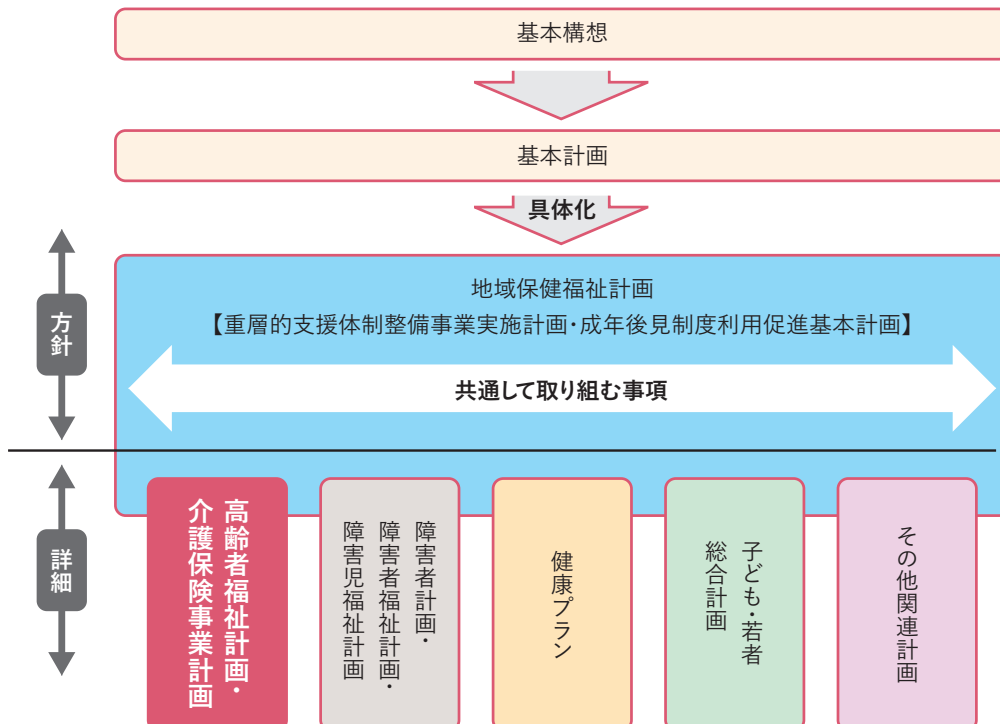 基本構想
基本計画
具体化
方針
地域保健福祉計画
【重層的支援体制整備事業実施計画・成年後見制度利用促進基本計画】
共通して取り組む事項
詳細
高齢者福祉計画・
介護保険事業計画
障害者計画・
障害者福祉計画・
障害児福祉計画
健康プラン
子ども・若者
総合計画
その他関連計画